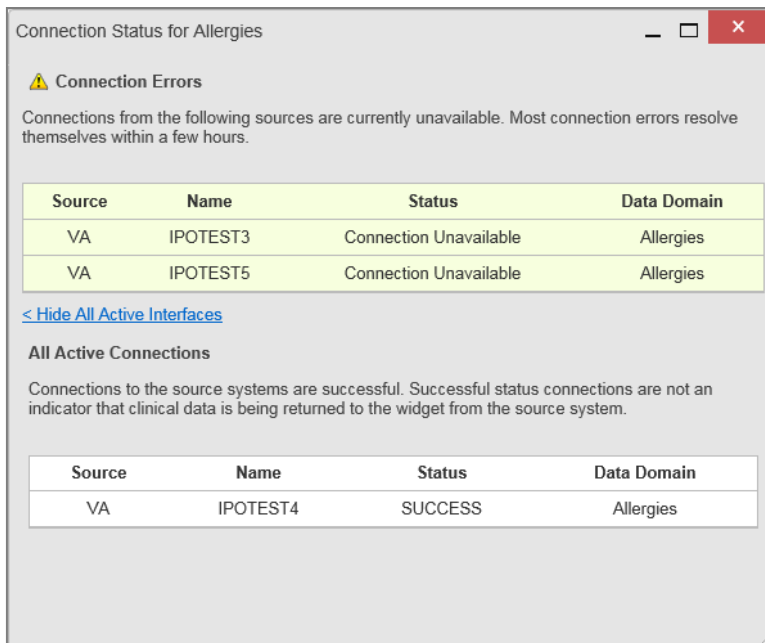 Connection Status for Allergies
Connection Errors
Connections from the following sources are currently unavailable. Most connection errors resolve
themselves within a few hours.
Source Name Status Data Domain
VA IPOTEST3 Connection Unavailable Allergies
VA IPOTEST5 Connection Unavailable Allergies
< Hide All Active Interfaces
All Active Connections
Connections to the source systems are successful. Successful status connections are not an
indicator that clinical data is being returned to the widget from the source system.
Source Name Status Data Domain
VA IPOTEST4 SUCCESS Allergies